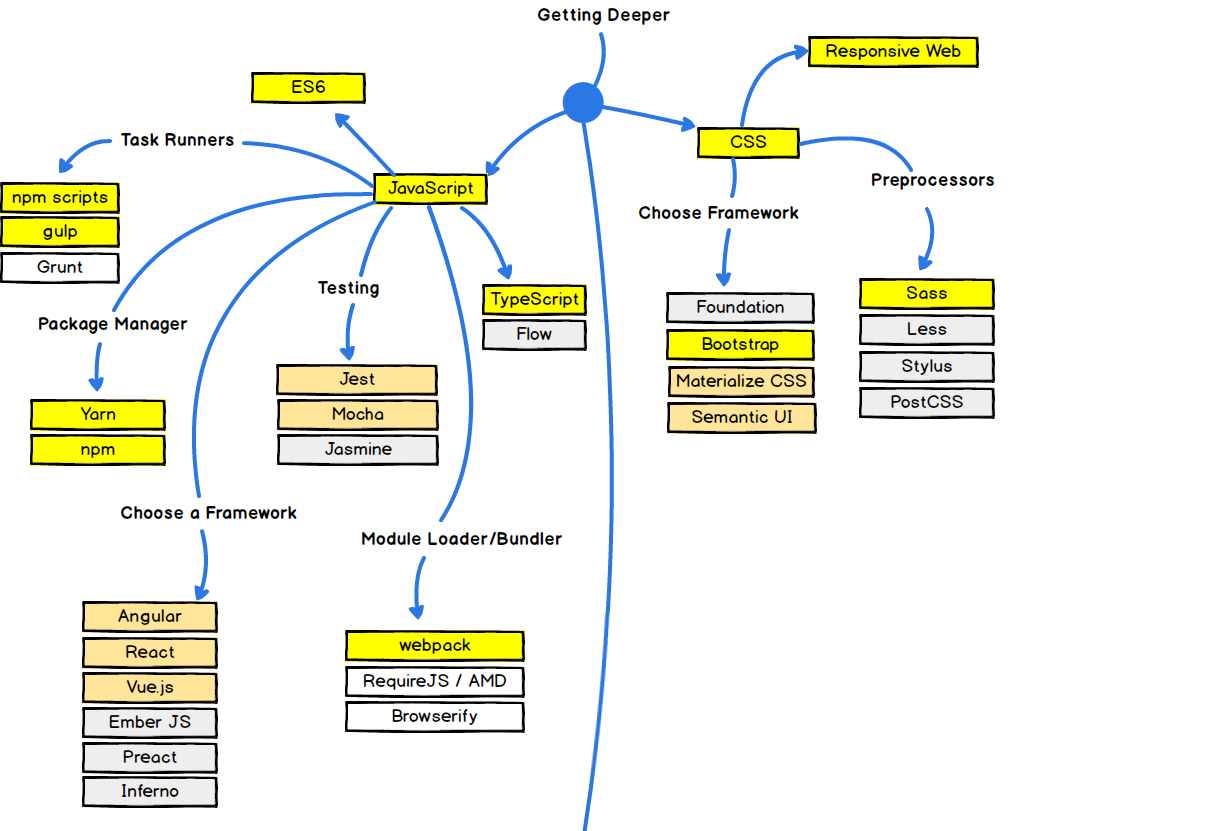 Getting Deeper
Responsive Web
ES6
CSS
Task Runners
JavaScript
Preprocessors
npm scripts
gulp
Grunt
Choose Framework
Testing
TypeScript
Flow
Foundation
Bootstrap
Materialize CSS
Semantic UI
Sass
Less
Stylus
PostCSS
Package Manager
Yarn
npm
Jest
Mocha
Jasmine
Choose a Framework
Angular
React
Vue.js
Ember JS
Preact
Inferno
Module Loader/Bundler
webpack
RequireJS / AMD
Browserify